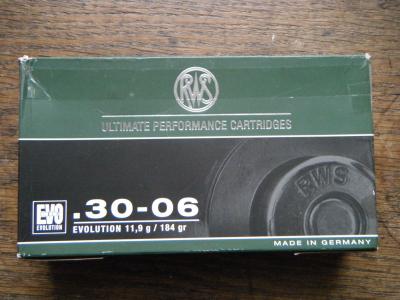 RWS
ULTIMATE PERFORMANCE CARTRIDGES
RWS
EVO
EVOLUTION
.30-06
EVOLUTION 11,9 g / 184 gr
MADE IN GERMANY